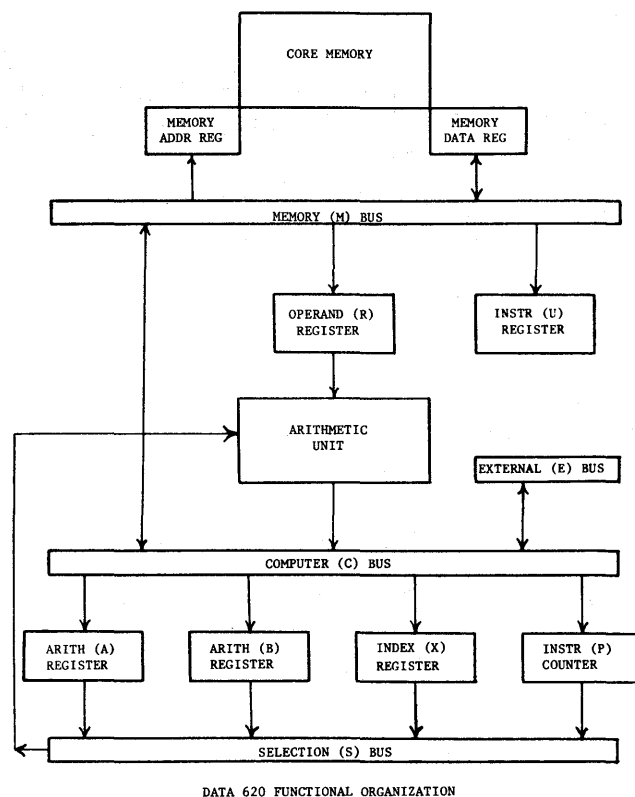 CORE MEMORY
MEMORY
ADDR REG
MEMORY
DATA REG
MEMORY (M) BUS
OPERAND (R)
REGISTER
INSTR (U)
REGISTER
ARITHMETIC
UNIT
EXTERNAL (E) BUS
COMPUTER (C) BUS
ARITH (A)
REGISTER
ARITH (B)
REGISTER
INDEX (X)
REGISTER
INSTR (P)
COUNTER
SELECTION (S) BUS
DATA 620 FUNCTIONAL ORGANIZATION